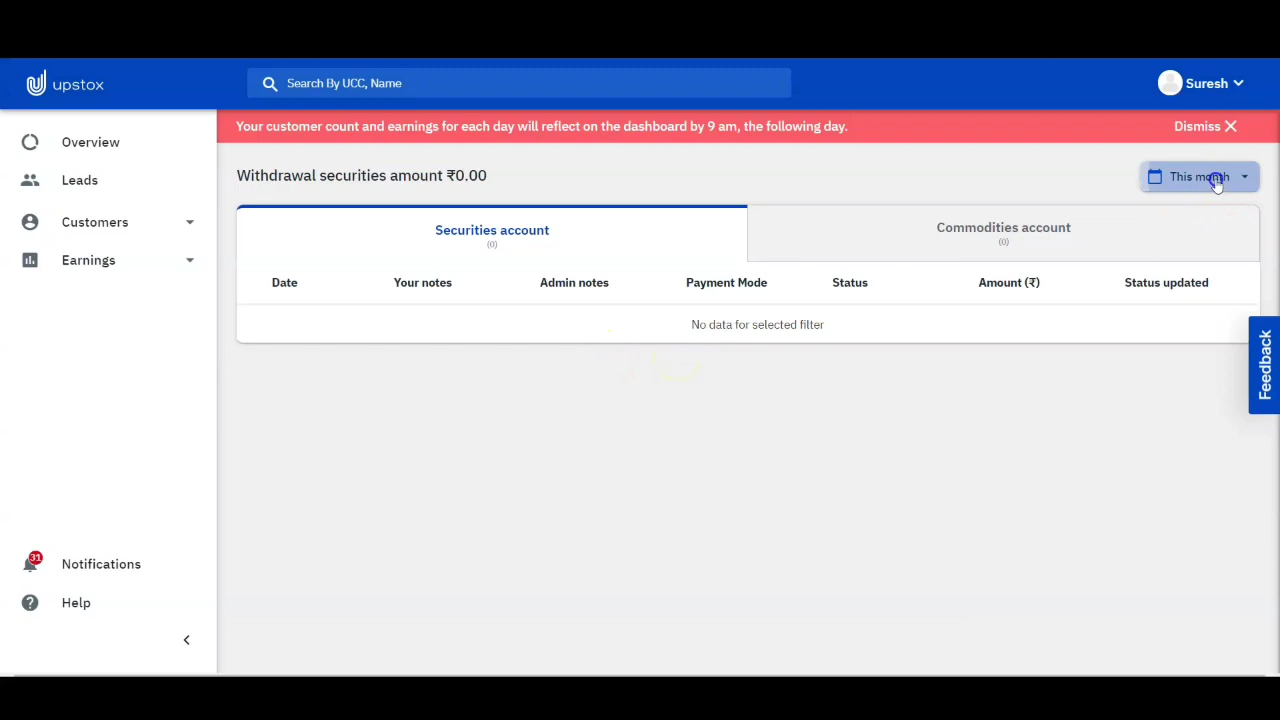 upstox
Search By UCC, Name
Suresh
Overview
Leads
Customers
Earnings
Your customer count and earnings for each day will reflect on the dashboard by 9 am, the following day.
Dismiss
Withdrawal securities amount ₹0.00
This month
Securities account
(0)
Commodities account
(0)
Date Your notes Admin notes Payment Mode Status Amount (₹) Status updated
No data for selected filter
Feedback
31
Notifications
Help